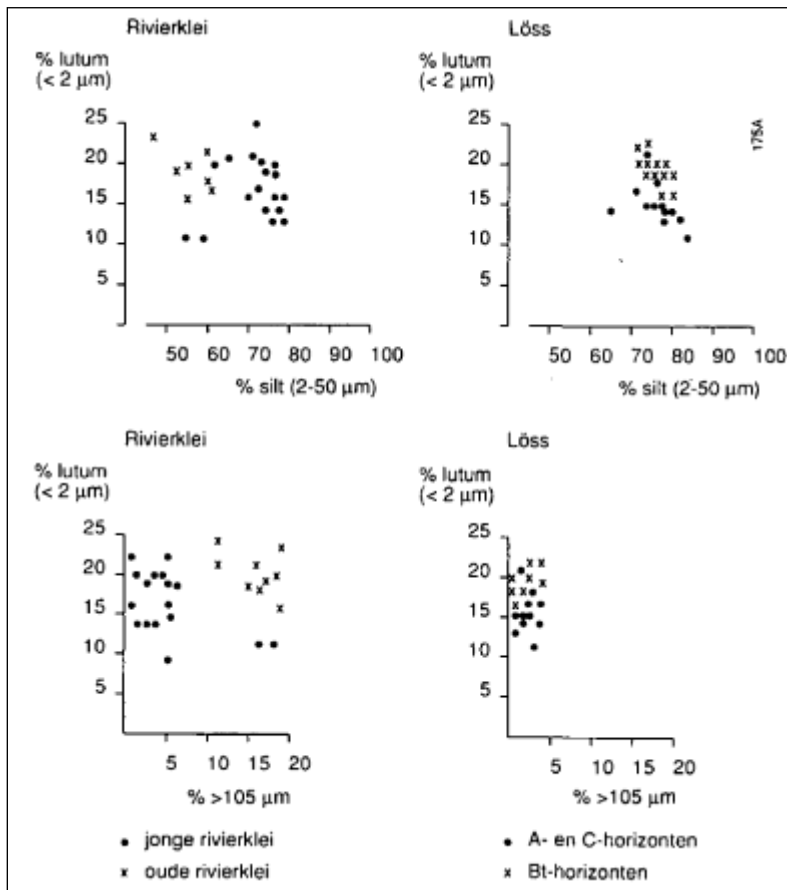 Rivierklei
% lutum
(< 2 µm)
25
20
15
10
5
50 60 70 80 90 100
% silt (2-50 µm)
Löss
% lutum
(< 2 µm)
25
20
15
10
5
175A
50 60 70 80 90 100
% silt (2-50 µm)
Rivierklei
% lutum
(< 2 µm)
25
20
15
10
5
5 10 15 20
% >105 µm
• jonge rivierklei
x oude rivierklei
Löss
% lutum
(< 2 µm)
25
20
15
10
5
5 10 15 20
% >105 µm
• A- en C-horizonten
x Bt-horizonten